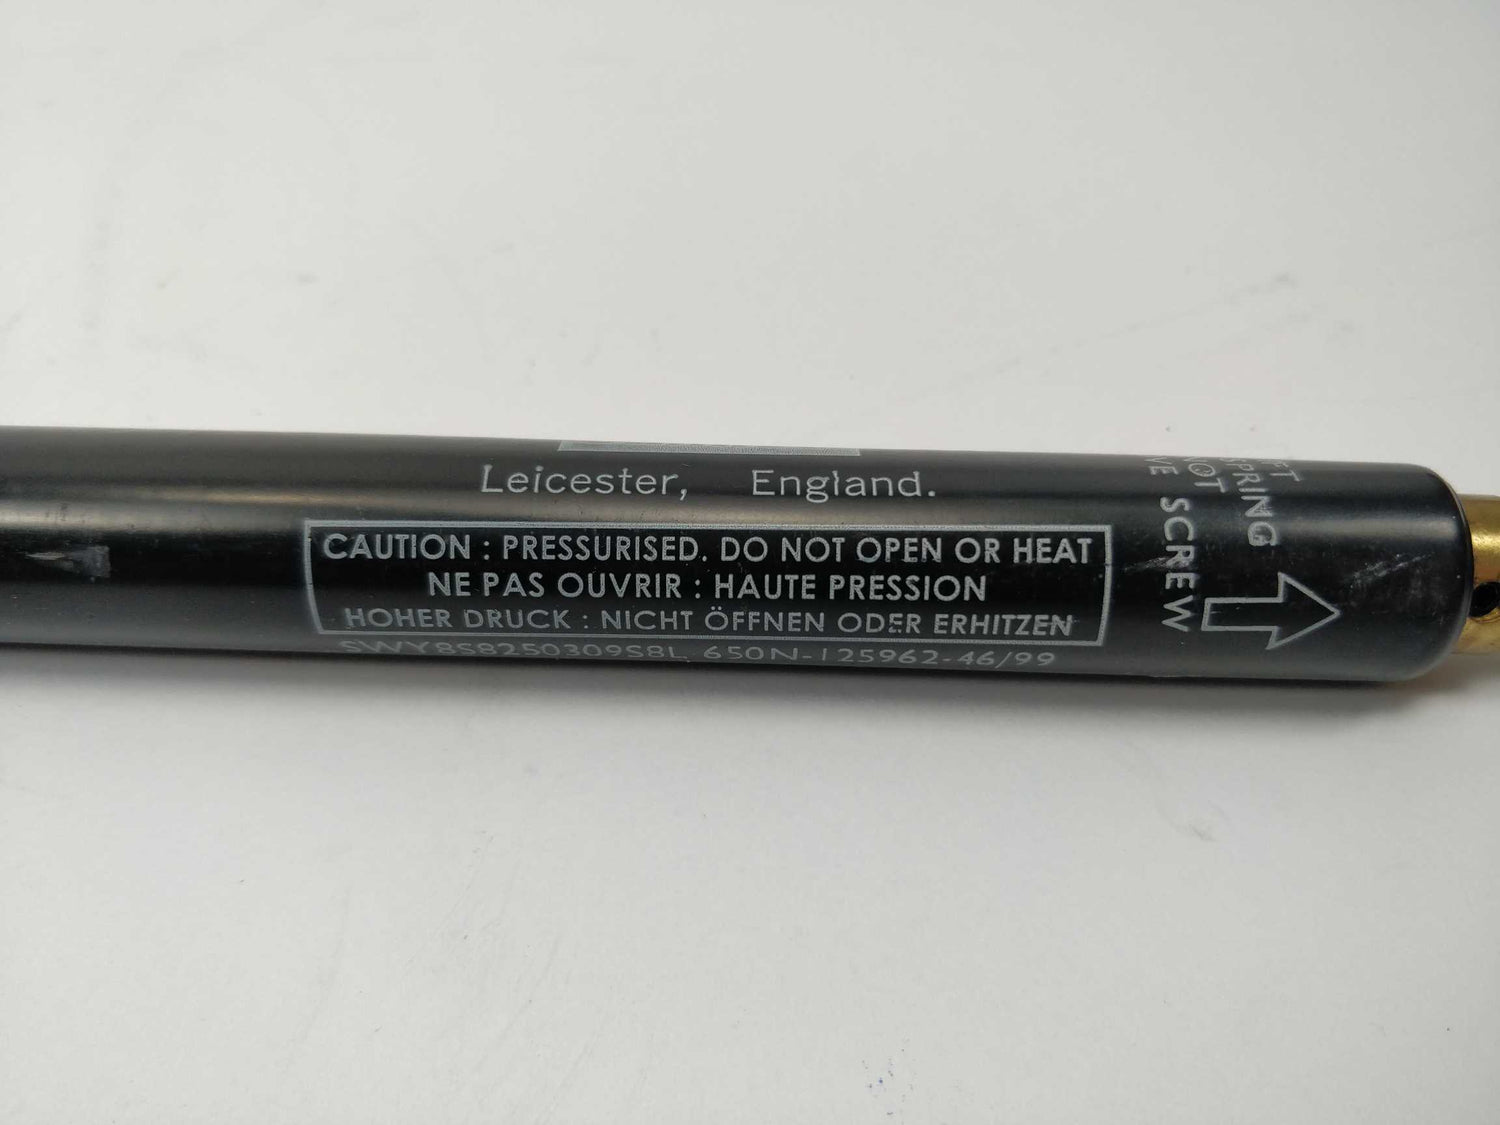 Leicester, England.
CAUTION : PRESSURISED. DO NOT OPEN OR HEAT
NE PAS OUVRIR : HAUTE PRESSION
HOHER DRUCK : NICHT ÖFFNEN ODER ERHITZEN
SWY8S8250309S8L 650N-125962-46/99
SPRING
NOT
SCREW